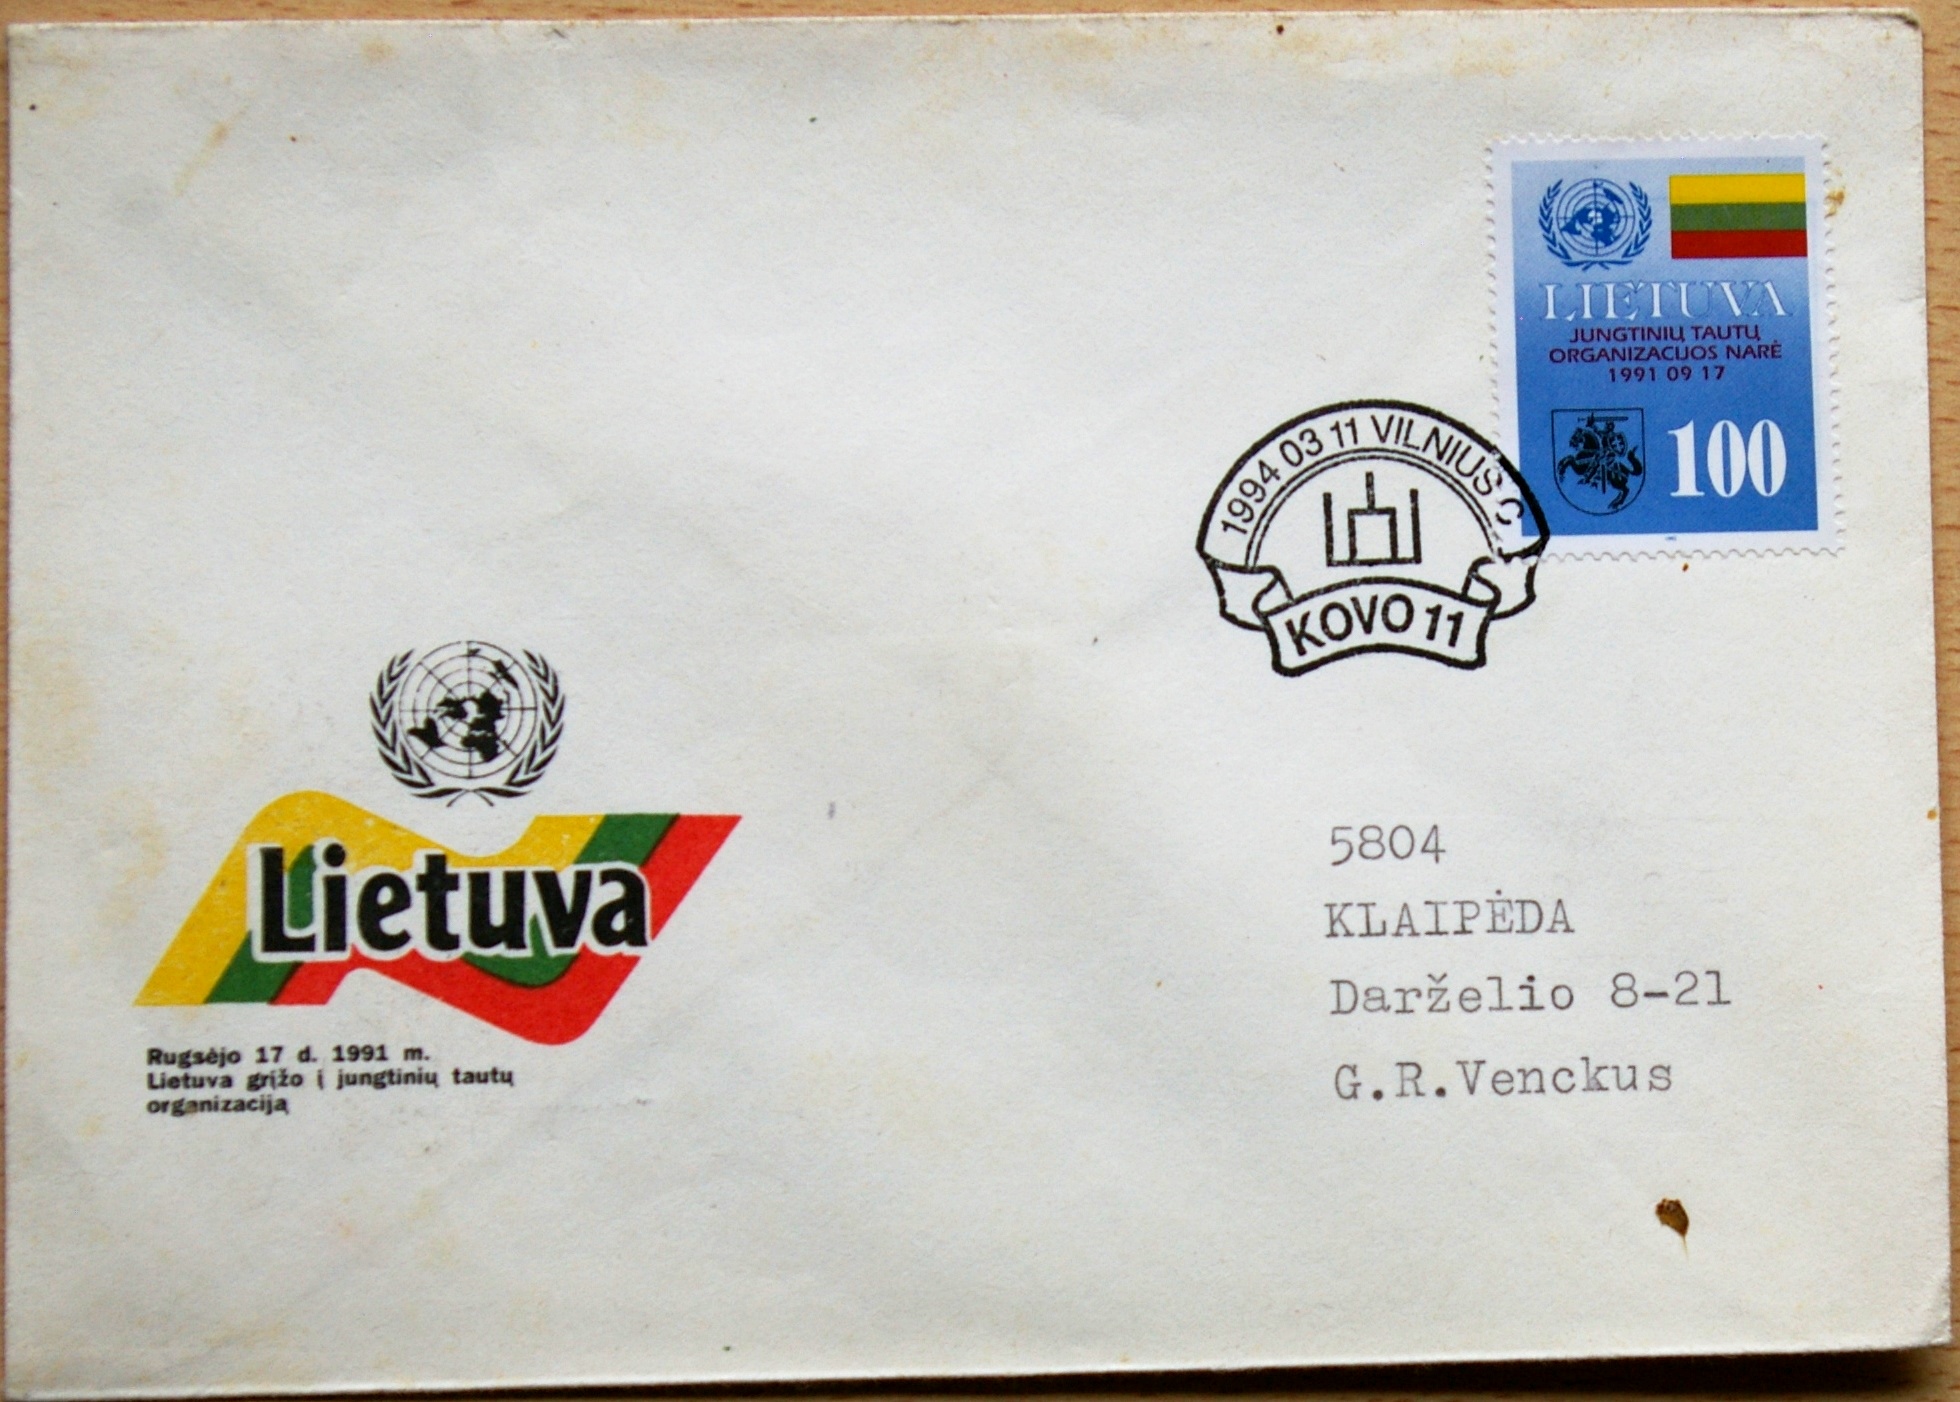 LIETUVA
JUNGTINIŲ TAUTŲ
ORGANIZACIJOS NARĖ
1991 09 17
100
1994 03 11 VILNIUS C
KOVO 11
Lietuva
Rugsėjo 17 d. 1991 m.
Lietuva grįžo į jungtinių tautų
organizaciją
5804
KLAIPĖDA
Darželio 8-21
G.R.Venckus